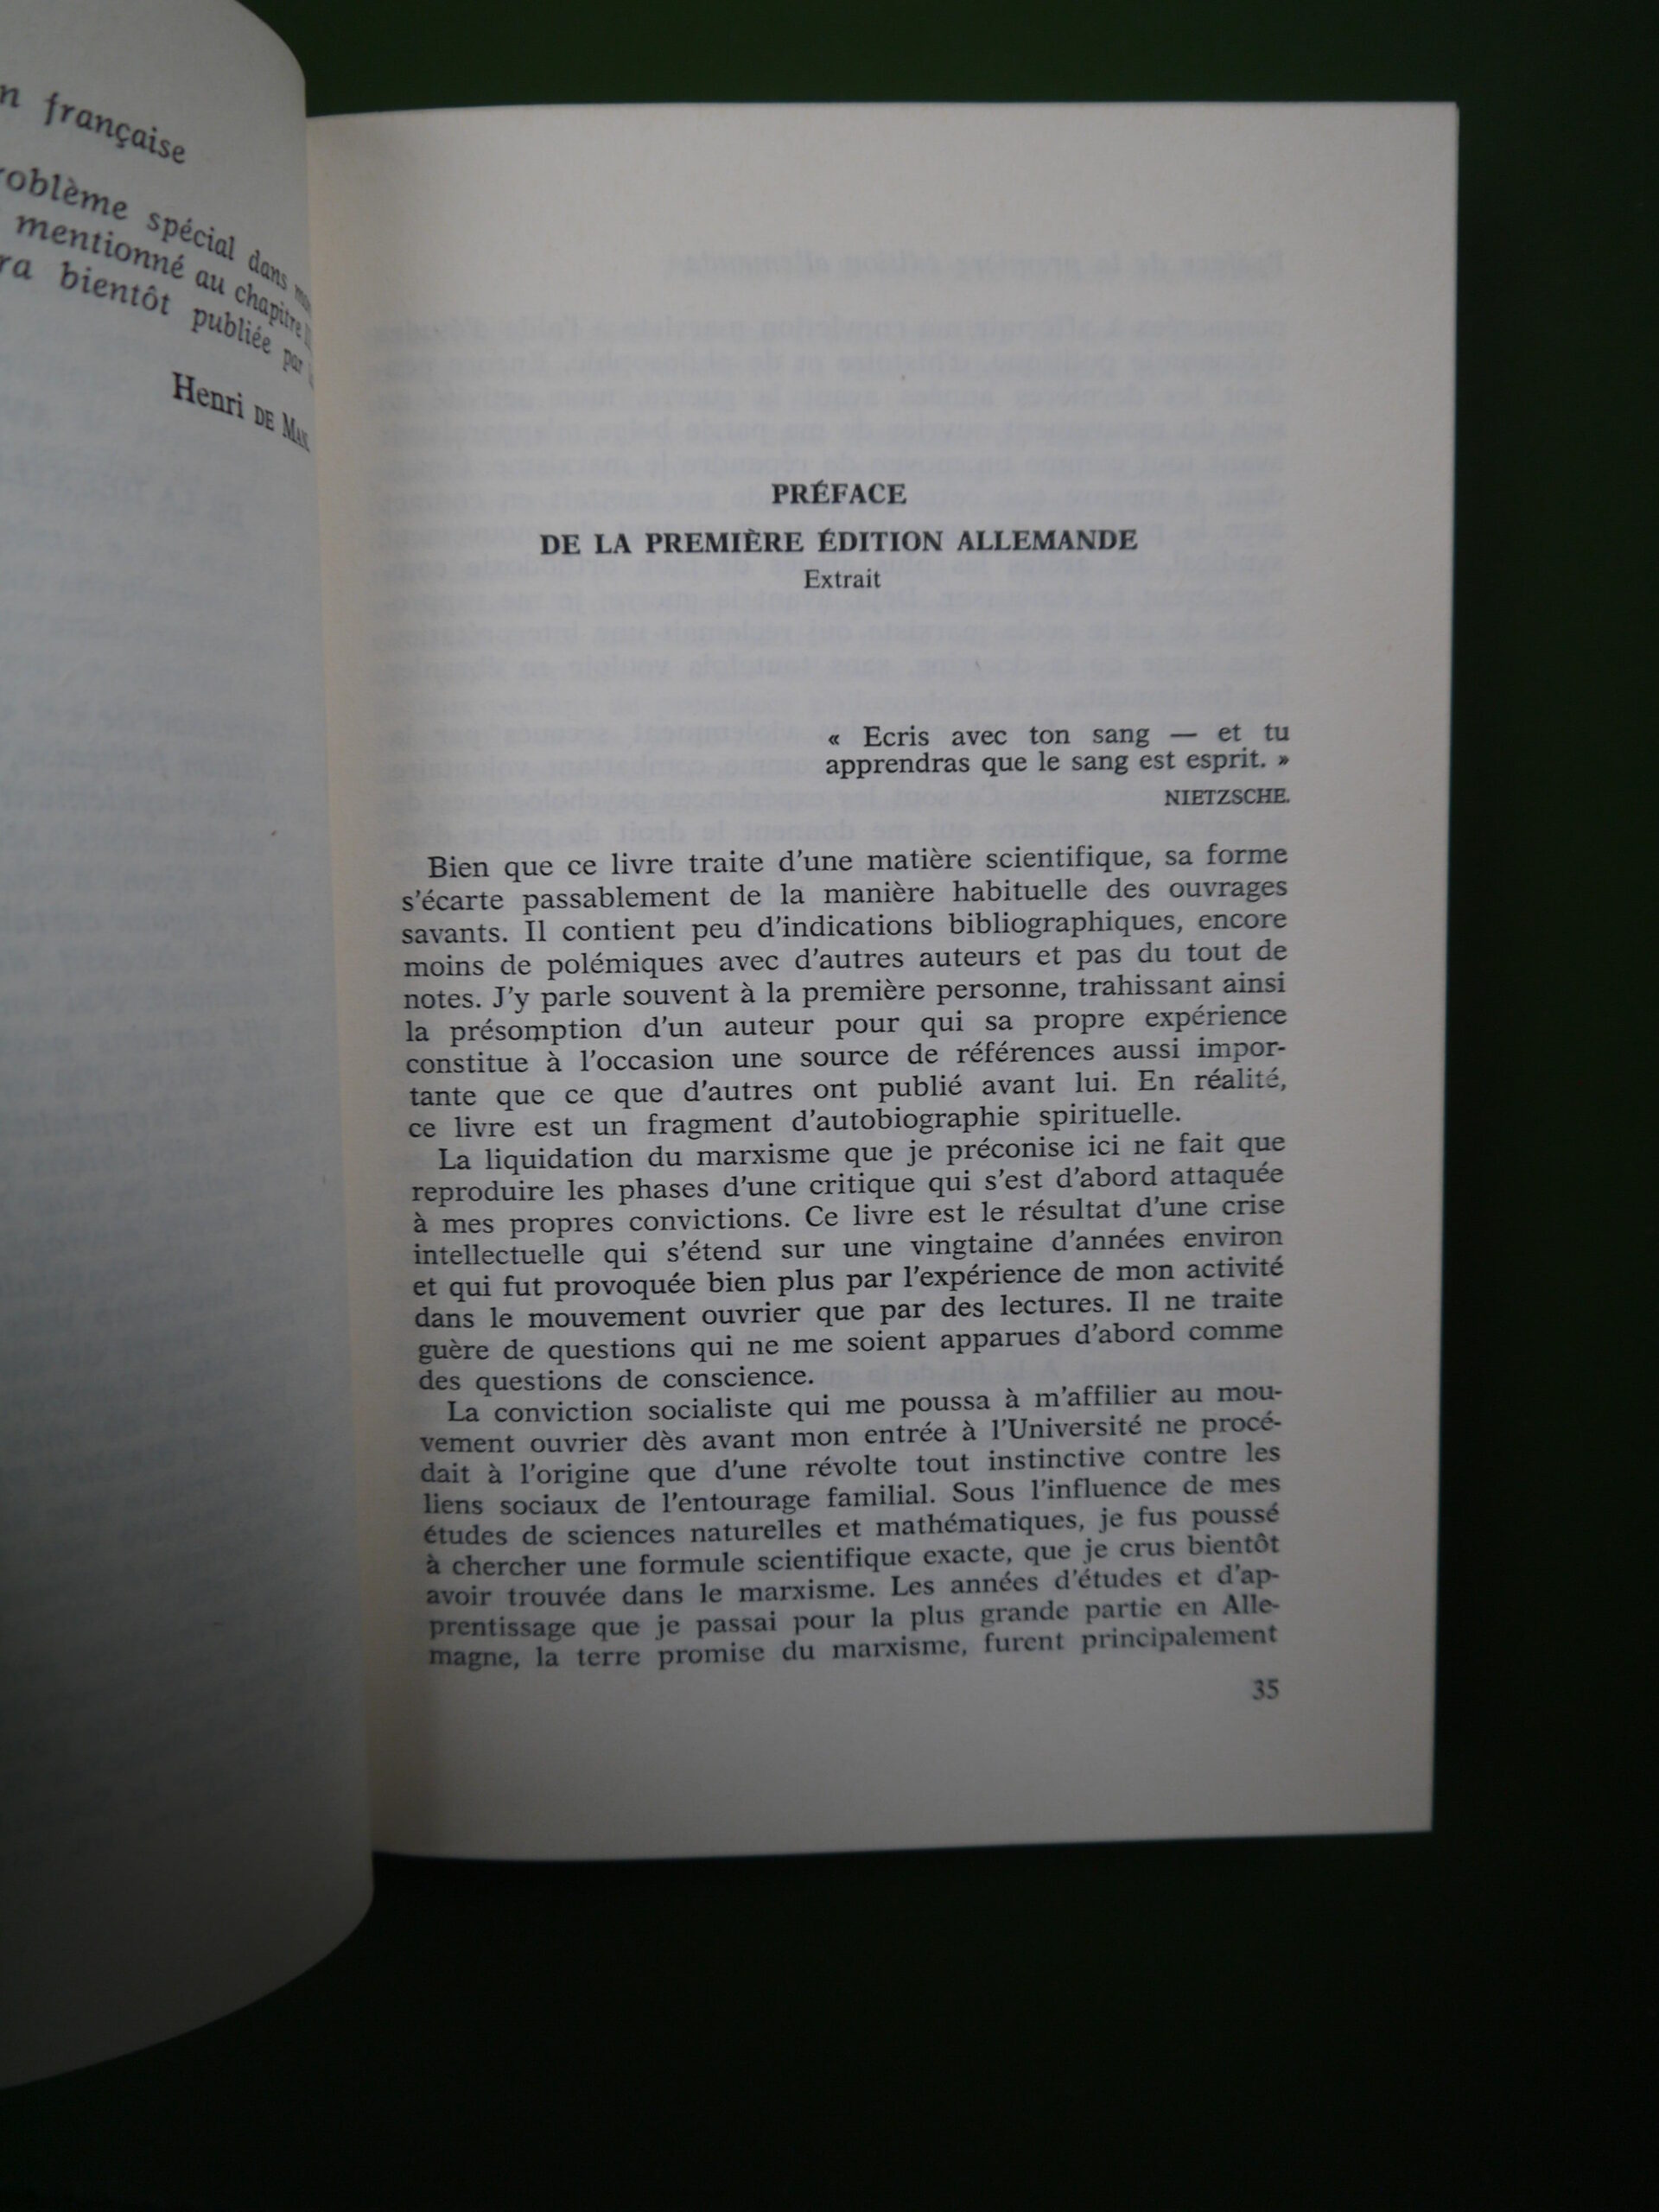 n française
oblème spécial dans
mentionné au chapitre
ra bientôt publiée par
Henri DE MAN.
PRÉFACE
DE LA PREMIÈRE ÉDITION ALLEMANDE
Extrait
« Ecris avec ton sang — et tu
apprendras que le sang est esprit. »
NIETZSCHE.
Bien que ce livre traite d'une matière scientifique, sa forme
s'écarte passablement de la manière habituelle des ouvrages
savants. Il contient peu d'indications bibliographiques, encore
moins de polémiques avec d'autres auteurs et pas du tout de
notes. J'y parle souvent à la première personne, trahissant ainsi
la présomption d'un auteur pour qui sa propre expérience
constitue à l'occasion une source de références aussi impor-
tante que ce que d'autres ont publié avant lui. En réalité,
ce livre est un fragment d'autobiographie spirituelle.
La liquidation du marxisme que je préconise ici ne fait que
reproduire les phases d'une critique qui s'est d'abord attaquée
à mes propres convictions. Ce livre est le résultat d'une crise
intellectuelle qui s'étend sur une vingtaine d'années environ
et qui fut provoquée bien plus par l'expérience de mon activité
dans le mouvement ouvrier que par des lectures. Il ne traite
guère de questions qui ne me soient apparues d'abord comme
des questions de conscience.
La conviction socialiste qui me poussa à m'affilier au mou-
vement ouvrier dès avant mon entrée à l'Université ne procé-
dait à l'origine que d'une révolte tout instinctive contre les
liens sociaux de l'entourage familial. Sous l'influence de mes
études de sciences naturelles et mathématiques, je fus poussé
à chercher une formule scientifique exacte, que je crus bientôt
avoir trouvée dans le marxisme. Les années d'études et d'ap-
prentissage que je passai pour la plus grande partie en Alle-
magne, la terre promise du marxisme, furent principalement
35